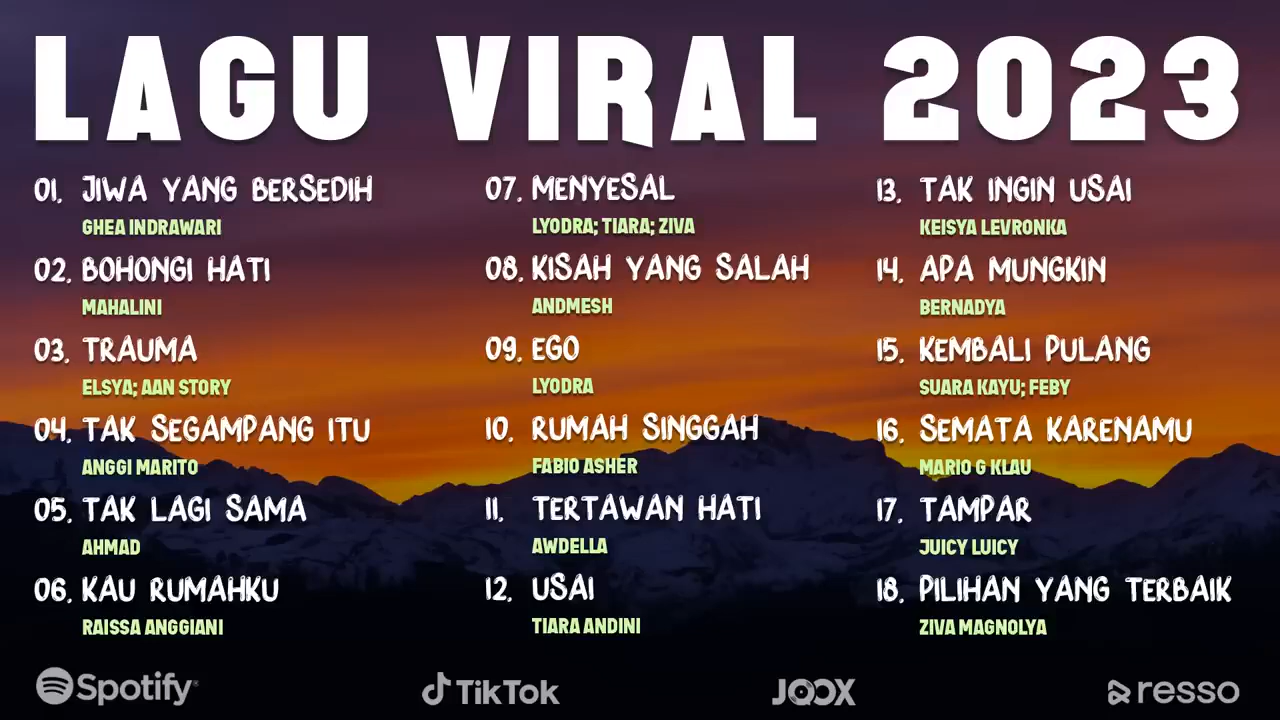 LAGU VIRAL 2023
01. JIWA YANG BERSEDIH
GHEA INDRAWARI
02. BOHONGI HATI
MAHALINI
03. TRAUMA
ELSYA; AAN STORY
04. TAK SEGAMPANG ITU
ANGGI MARITO
05. TAK LAGI SAMA
AHMAD
06. KAU RUMAHKU
RAISSA ANGGIANI
07. MENYESAL
LYODRA; TIARA; ZIVA
08. KISAH YANG SALAH
ANDMESH
09. EGO
LYODRA
10. RUMAH SINGGAH
FABIO ASHER
11. TERTAWAN HATI
AWDELLA
12. USAI
TIARA ANDINI
13. TAK INGIN USAI
KEISYA LEVRONKA
14. APA MUNGKIN
BERNADYA
15. KEMBALI PULANG
SUARA KAYU; FEBY
16. SEMATA KARENAMU
MARIO G KLAU
17. TAMPAR
JUICY LUICY
18. PILIHAN YANG TERBAIK
ZIVA MAGNOLYA
Spotify®
TikTok
JOOX
resso